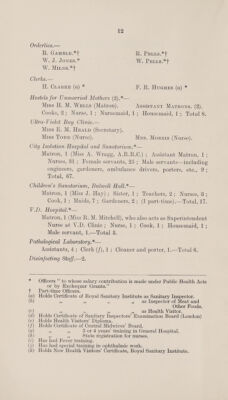 12
Orderlies.—
R. Gamble.*† R. Pells.*†
W. J. Jones.* W. Pells.*†
W. Milne.*†
Clerks.—
H. Clarke (a) * F. R. Hughes (a) *
Hostels for Unmarried Mothers (2).*—
Miss H. M. Wells (Matron). Assistant Matrons. (2).
Cooks, 2; Nurse, 1; Nursemaid, 1; Housemaid, 1; Total 8.
Ultra-Violet Ray Clinic.—
Miss E. M. Heald (Secretary).
Miss Todd (Nurse). Mrs. Morris (Nurse).
City Isolation Hospital and Sanatorium.*—
Matron, 1 (Miss A. Wragg, A.R.R.C.); Assistant Matron, 1;
Nurses, 31; Female servants, 23; Male servants—including
engineers, gardeners, ambulance drivers, porters, etc., 9;
Total, 67.
Children's Sanatorium, Bulwell Hall.*—
Matron, 1 (Miss J. Hay); Sister, 1; Teachers, 2; Nurses, 6;
Cook, 1; Maids, 7; Gardeners, 2; (1 part-time).—Total, 17.
V.D. Hospital.*—
Matron, 1 (Miss R. M. Mitchell), who also acts as Superintendent
Nurse at V.D. Clinic; Nurse, 1; Cook, 1; Housemaid, 1;
Male servant, 1.—Total 5.
Pathological Laboratory.*—
Assistants, 4; Clerk (f), 1; Cleaner and porter, 1.—Total 6.
Disinfecting Staff.—2.
* Officers to whose salary contribution is made under Public Health Acts
or by Exchequer Grants.
† Part-time Officers.
(a) Holds Certificate of Royal Sanitary Institute as Sanitary Inspector.
(b) " " " as Inspector of Meat and
Other Foods.
(c) " " " as Health Visitor.
(d) Holds Certificate of Sanitary Inspectors' Examination Board (London)
(e) Holds Health Visitors' Diploma.
(f) Holds Certificate of Central Midwives' Board.
(g) " " 3 or 4 years' training in General Hospital.
(h) " " State registration for nurses.
(i) Has had Fever training.
(j) Has had special training in ophthalmic work.
(k) Holds New Health Visitors' Certificate, Royal Sanitary Institute.